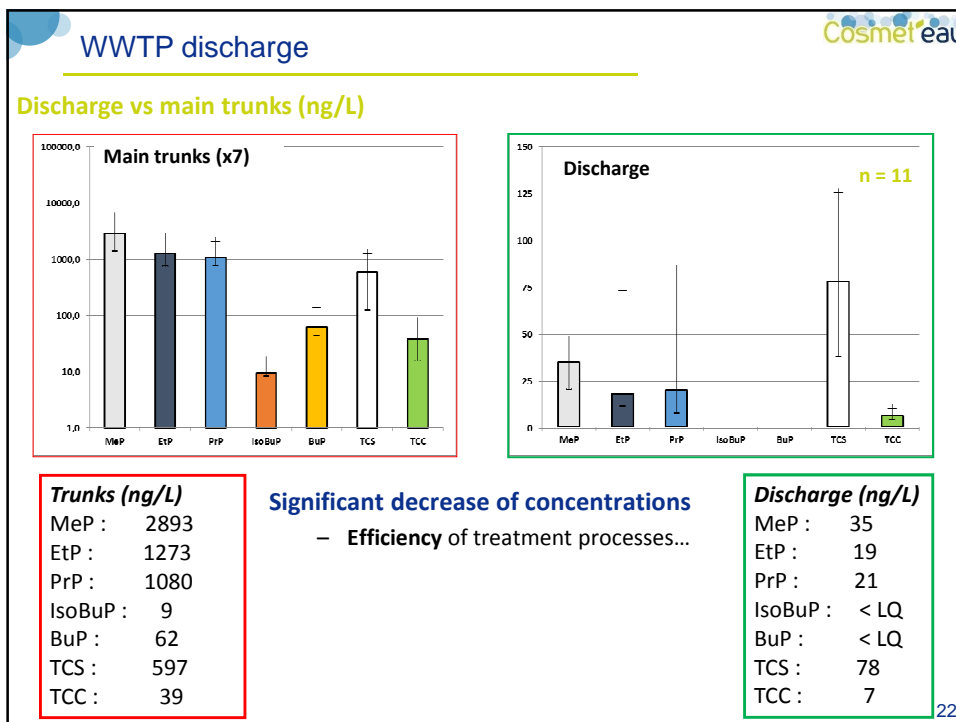 WWTP discharge
Cosmet'eau
Discharge vs main trunks (ng/L)
Main trunks (x7)
100000,0
10000,0
1000,0
100,0
10,0
1,0
MeP EtP PrP IsoBuP BuP TCS TCC
Discharge
n = 11
150
125
100
75
50
25
0
MeP EtP PrP IsoBuP BuP TCS TCC
Trunks (ng/L)
MeP : 2893
EtP : 1273
PrP : 1080
IsoBuP : 9
BuP : 62
TCS : 597
TCC : 39
Significant decrease of concentrations
– Efficiency of treatment processes…
Discharge (ng/L)
MeP : 35
EtP : 19
PrP : 21
IsoBuP : < LQ
BuP : < LQ
TCS : 78
TCC : 7
22